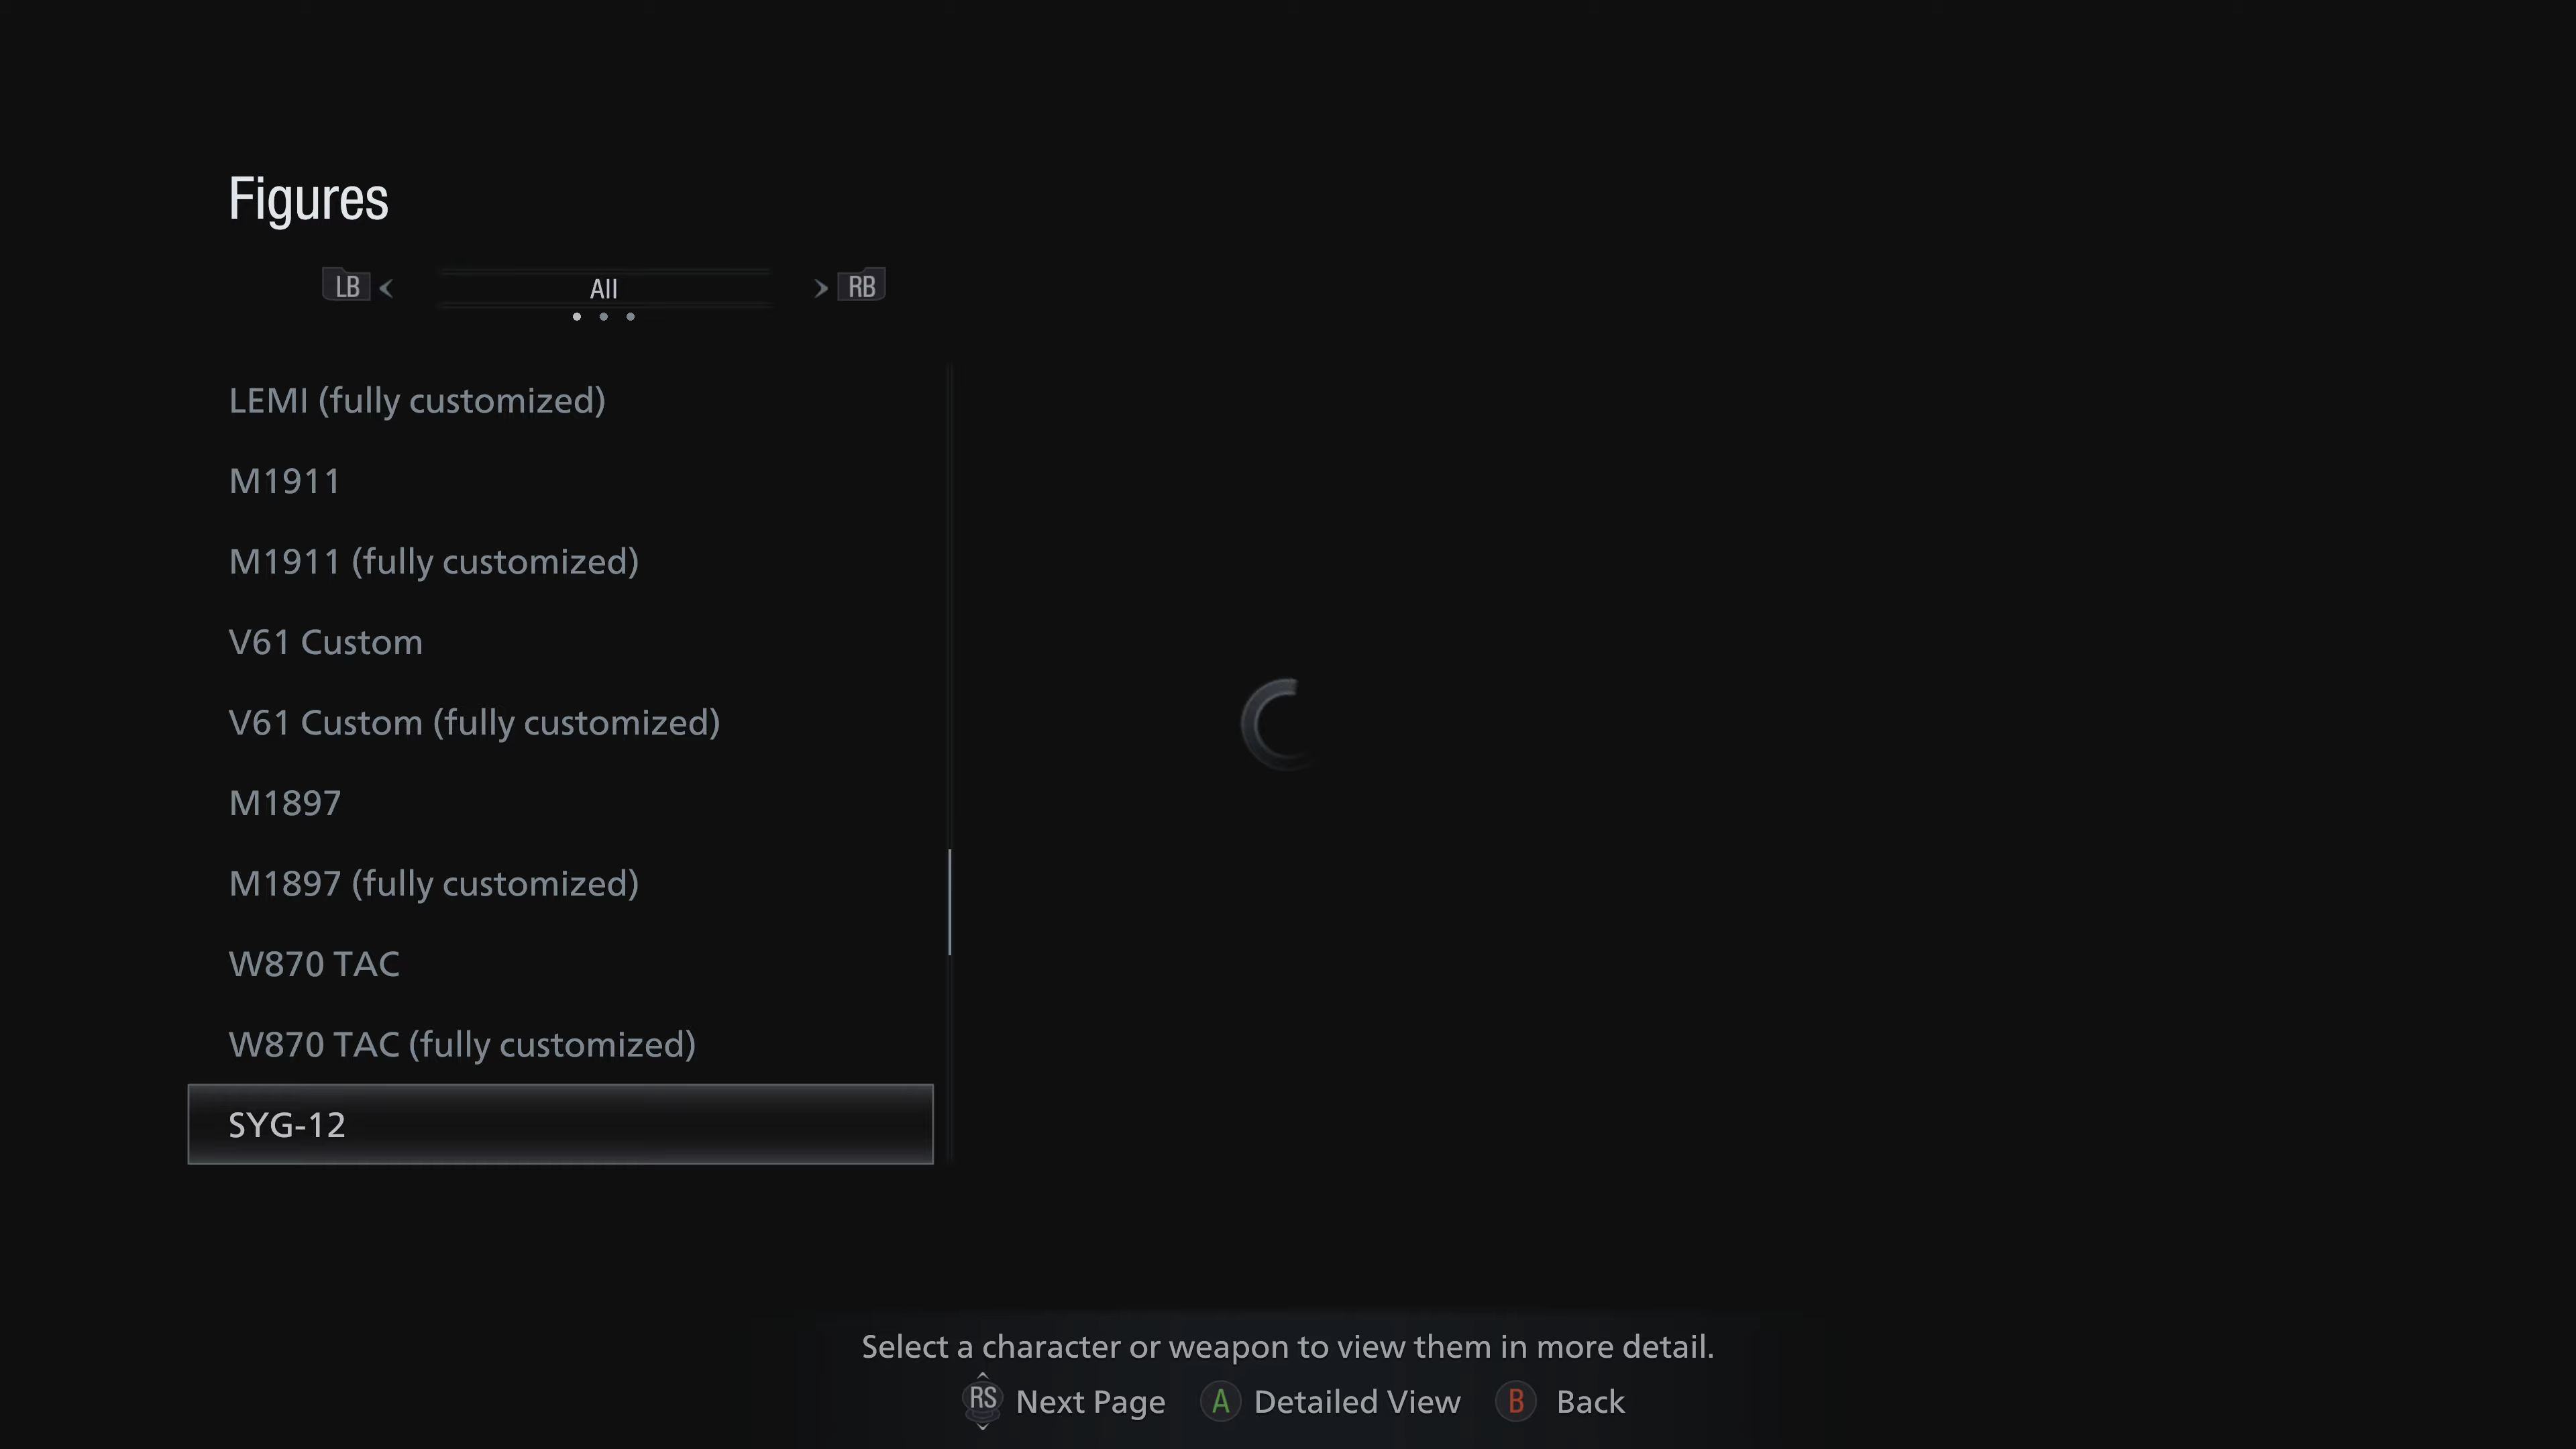 Figures
LB < All > RB
LEMI (fully customized)
M1911
M1911 (fully customized)
V61 Custom
V61 Custom (fully customized)
M1897
M1897 (fully customized)
W870 TAC
W870 TAC (fully customized)
SYG-12
Select a character or weapon to view them in more detail.
RS Next Page A Detailed View B Back